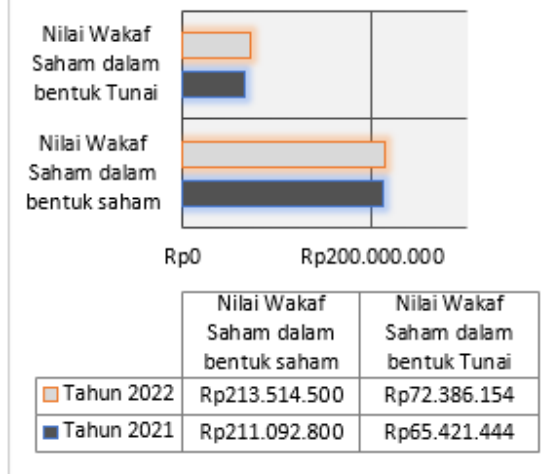 Nilai Wakaf
Saham dalam
bentuk Tunai
Nilai Wakaf
Saham dalam
bentuk saham
Rp0 Rp200.000.000
Nilai Wakaf Nilai Wakaf
Saham dalam Saham dalam
bentuk saham bentuk Tunai
Tahun 2022 Rp213.514.500 Rp72.386.154
Tahun 2021 Rp211.092.800 Rp65.421.444